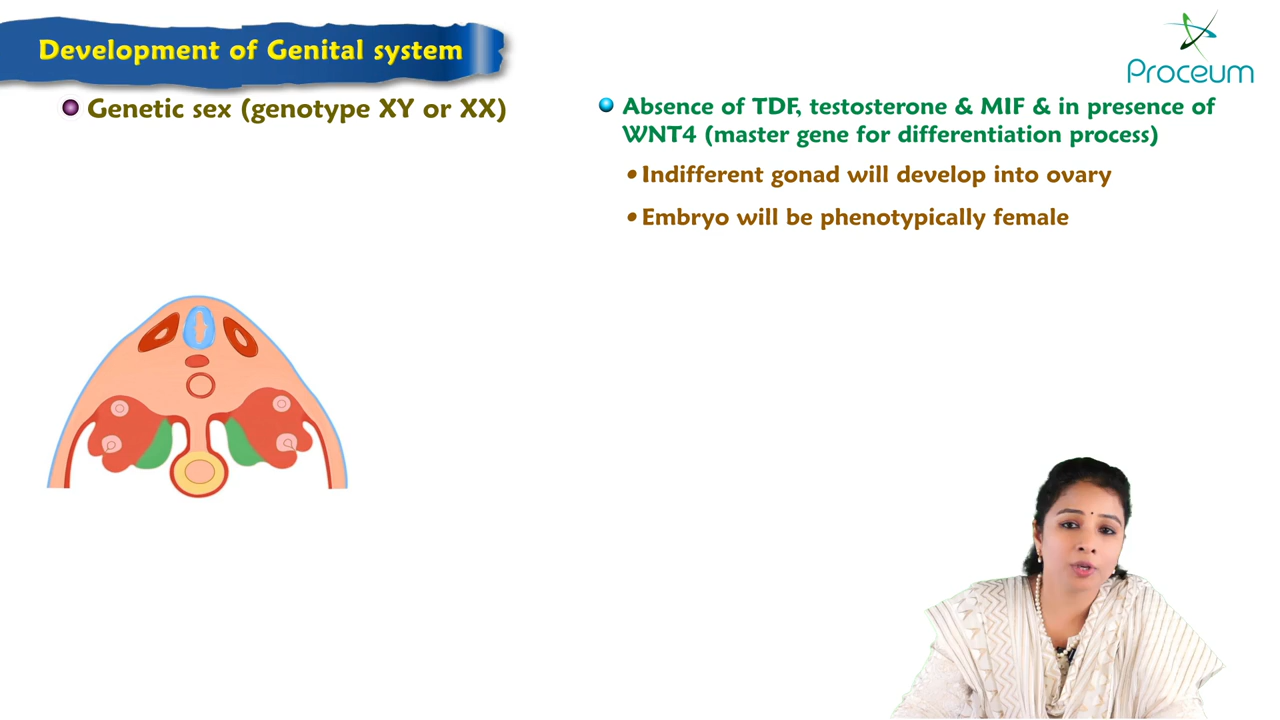 Development of Genital system
Proceum
Genetic sex (genotype XY or XX)
Absence of TDF, testosterone & MIF & in presence of
WNT4 (master gene for differentiation process)
Indifferent gonad will develop into ovary
Embryo will be phenotypically female